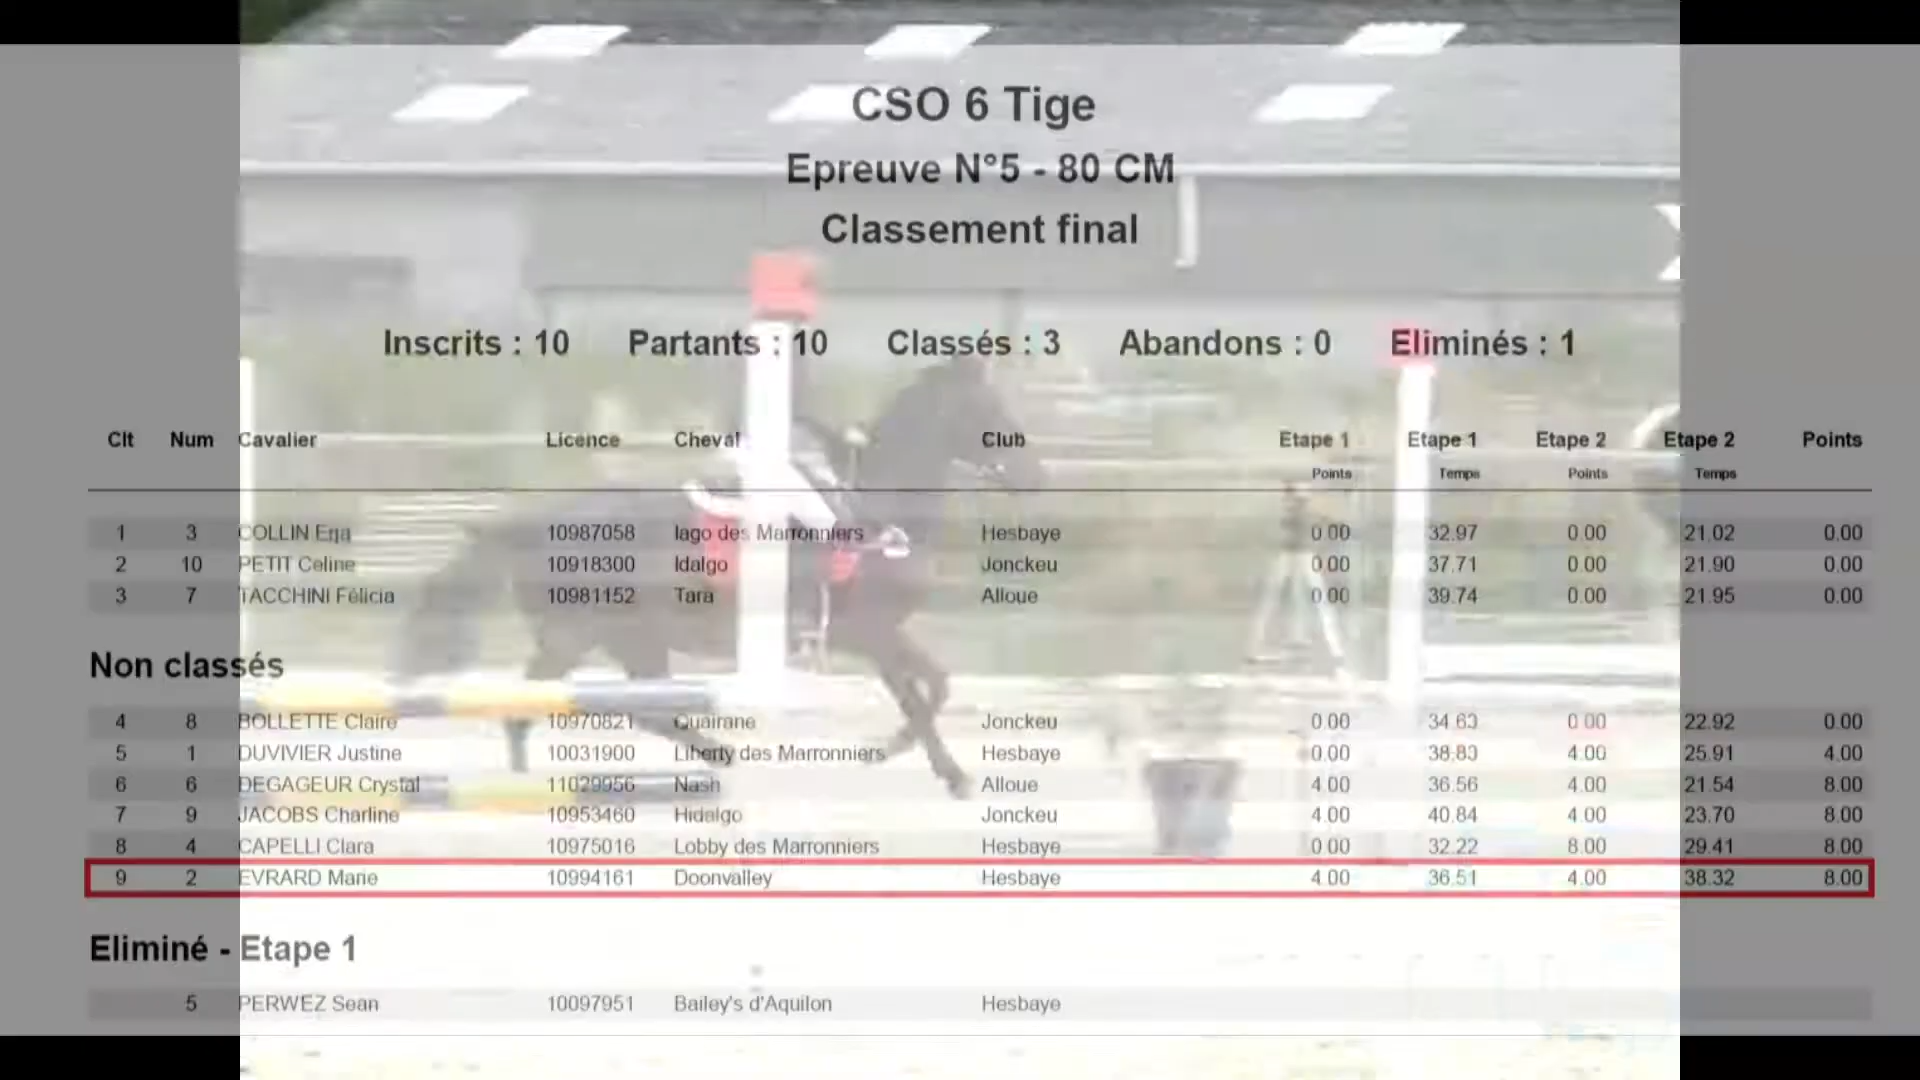 CSO 6 Tige
Epreuve N°5 - 80 CM
Classement final
Inscrits : 10 Partants : 10 Classés : 3 Abandons : 0 Eliminés : 1
Clt Num Cavalier Licence Cheval Club Etape 1 Etape 1 Etape 2 Etape 2 Points
Points Temps Points Temps
1 3 COLLIN 10987058 Iago des Marronniers Hesbaye 0.00 32.97 0.00 21.02 0.00
2 10 PETIT Celine 10918300 Idalgo Jonckeu 0.00 37.71 0.00 21.90 0.00
3 7 TACCHINI Félicia 10981152 Tara Alloue 0.00 39.74 0.00 21.95 0.00
Non classés
4 8 BOLLETTE Claire 10970821 Quairane Jonckeu 0.00 34.63 0.00 22.92 0.00
5 1 DUVIVIER Justine 10031900 Liberty des Marronniers Hesbaye 0.00 38.83 4.00 25.91 4.00
6 6 DEGAGEUR Crystal 11029956 Nash Alloue 4.00 36.56 4.00 21.54 8.00
7 9 JACOBS Charline 10953460 Hidalgo Jonckeu 4.00 40.84 4.00 23.70 8.00
8 4 CAPELLI Clara 10975016 Lobby des Marronniers Hesbaye 0.00 32.22 8.00 29.41 8.00
9 2 EVRARD Marie 10994161 Doonvalley Hesbaye 4.00 36.51 4.00 38.32 8.00
Eliminé - Etape 1
5 PERWEZ Sean 10097951 Bailey's d'Aquilon Hesbaye